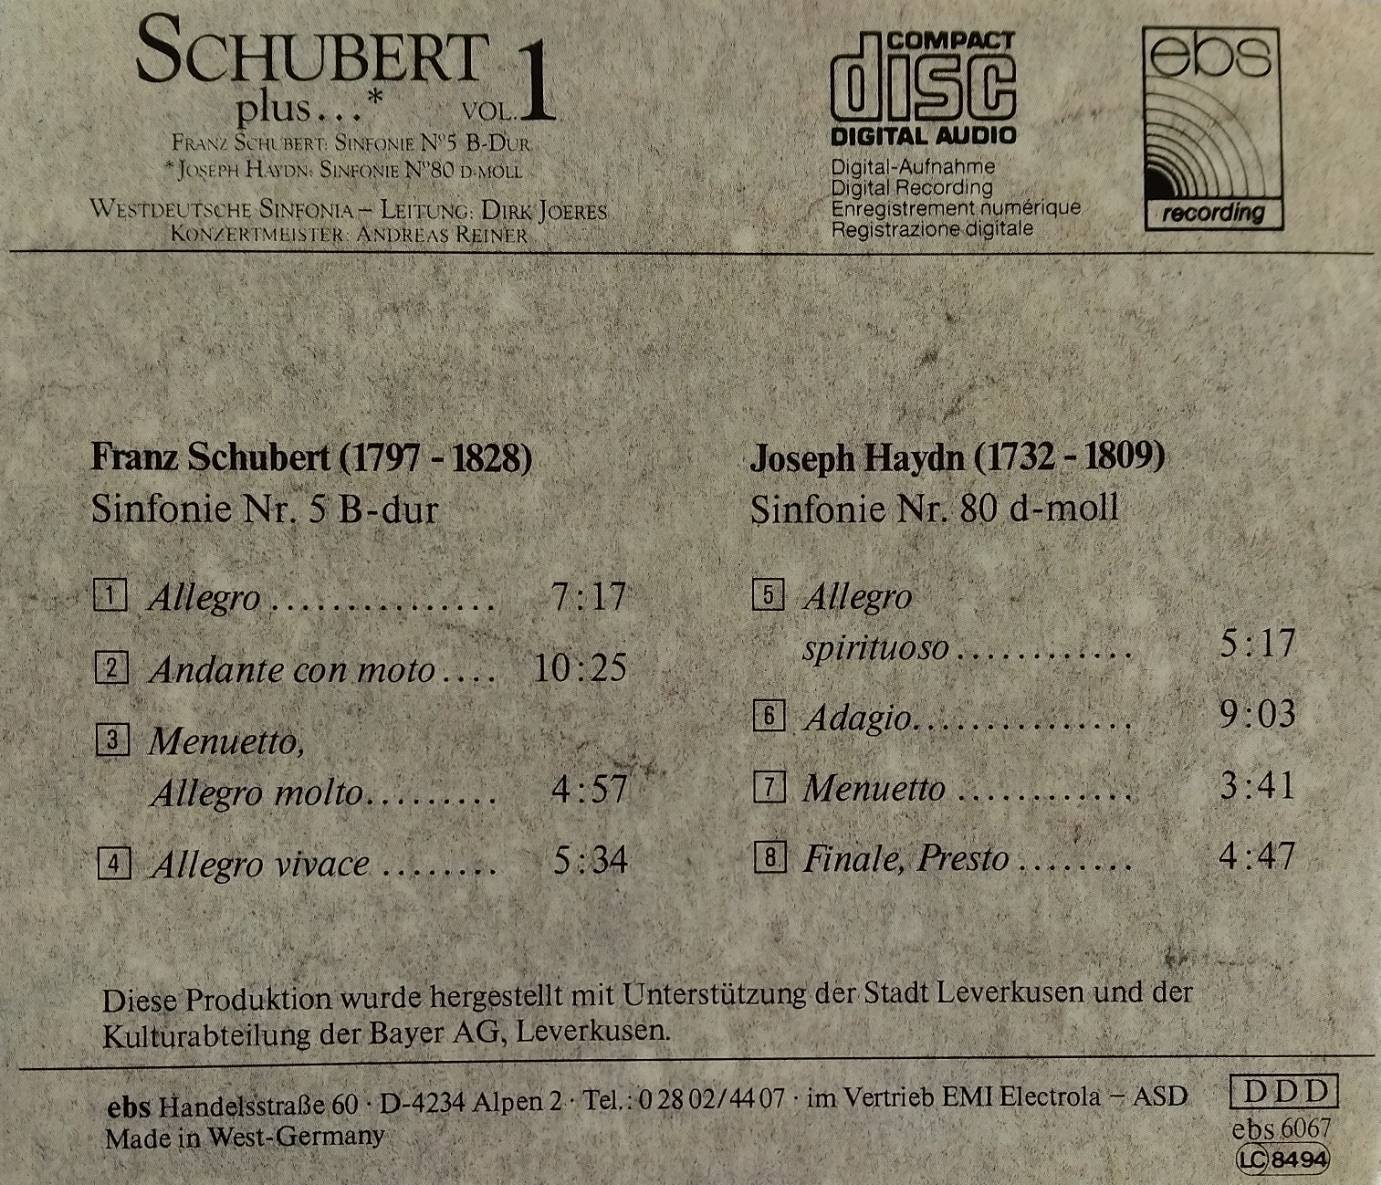 SCHUBERT
plus...* VOL. 1
FRANZ SCHUBERT: SINFONIE Nº5 B-DUR
*JOSEPH HAYDN: SINFONIE Nº80 D-MOLL
WESTDEUTSCHE SINFONIA – LEITUNG: DIRK JOERES
KONZERTMEISTER: ANDREAS REINER
COMPACT
disc
DIGITAL AUDIO
Digital-Aufnahme
Digital Recording
Enregistrement numérique
Registrazione digitale
ebs
recording
Franz Schubert (1797 - 1828)
Sinfonie Nr. 5 B-dur
1 Allegro ............... 7:17
2 Andante con moto .... 10:25
3 Menuetto,
Allegro molto......... 4:57
4 Allegro vivace ........ 5:34
Joseph Haydn (1732 - 1809)
Sinfonie Nr. 80 d-moll
5 Allegro
spirituoso ............ 5:17
6 Adagio............... 9:03
7 Menuetto ............ 3:41
8 Finale, Presto ........ 4:47
Diese Produktion wurde hergestellt mit Unterstützung der Stadt Leverkusen und der
Kulturabteilung der Bayer AG, Leverkusen.
ebs Handelsstraße 60 · D-4234 Alpen 2 · Tel.: 0 28 02/44 07 · im Vertrieb EMI Electrola – ASD
Made in West-Germany
DDD
ebs 6067
LC 8494